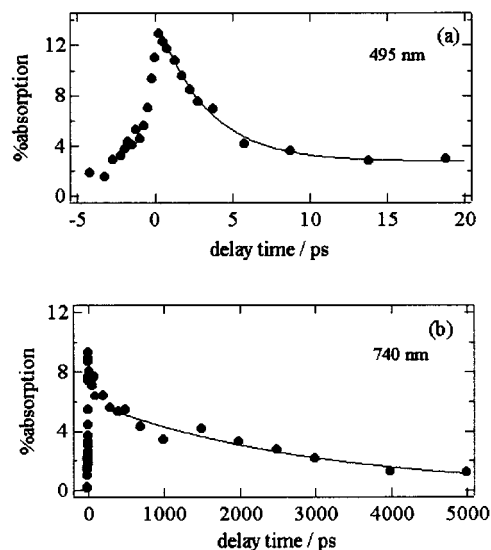 (a)
495 nm
%absorption
12
8
4
0
-5 0 5 10 15 20
delay time / ps
(b)
740 nm
%absorption
12
8
4
0
0 1000 2000 3000 4000 5000
delay time / ps